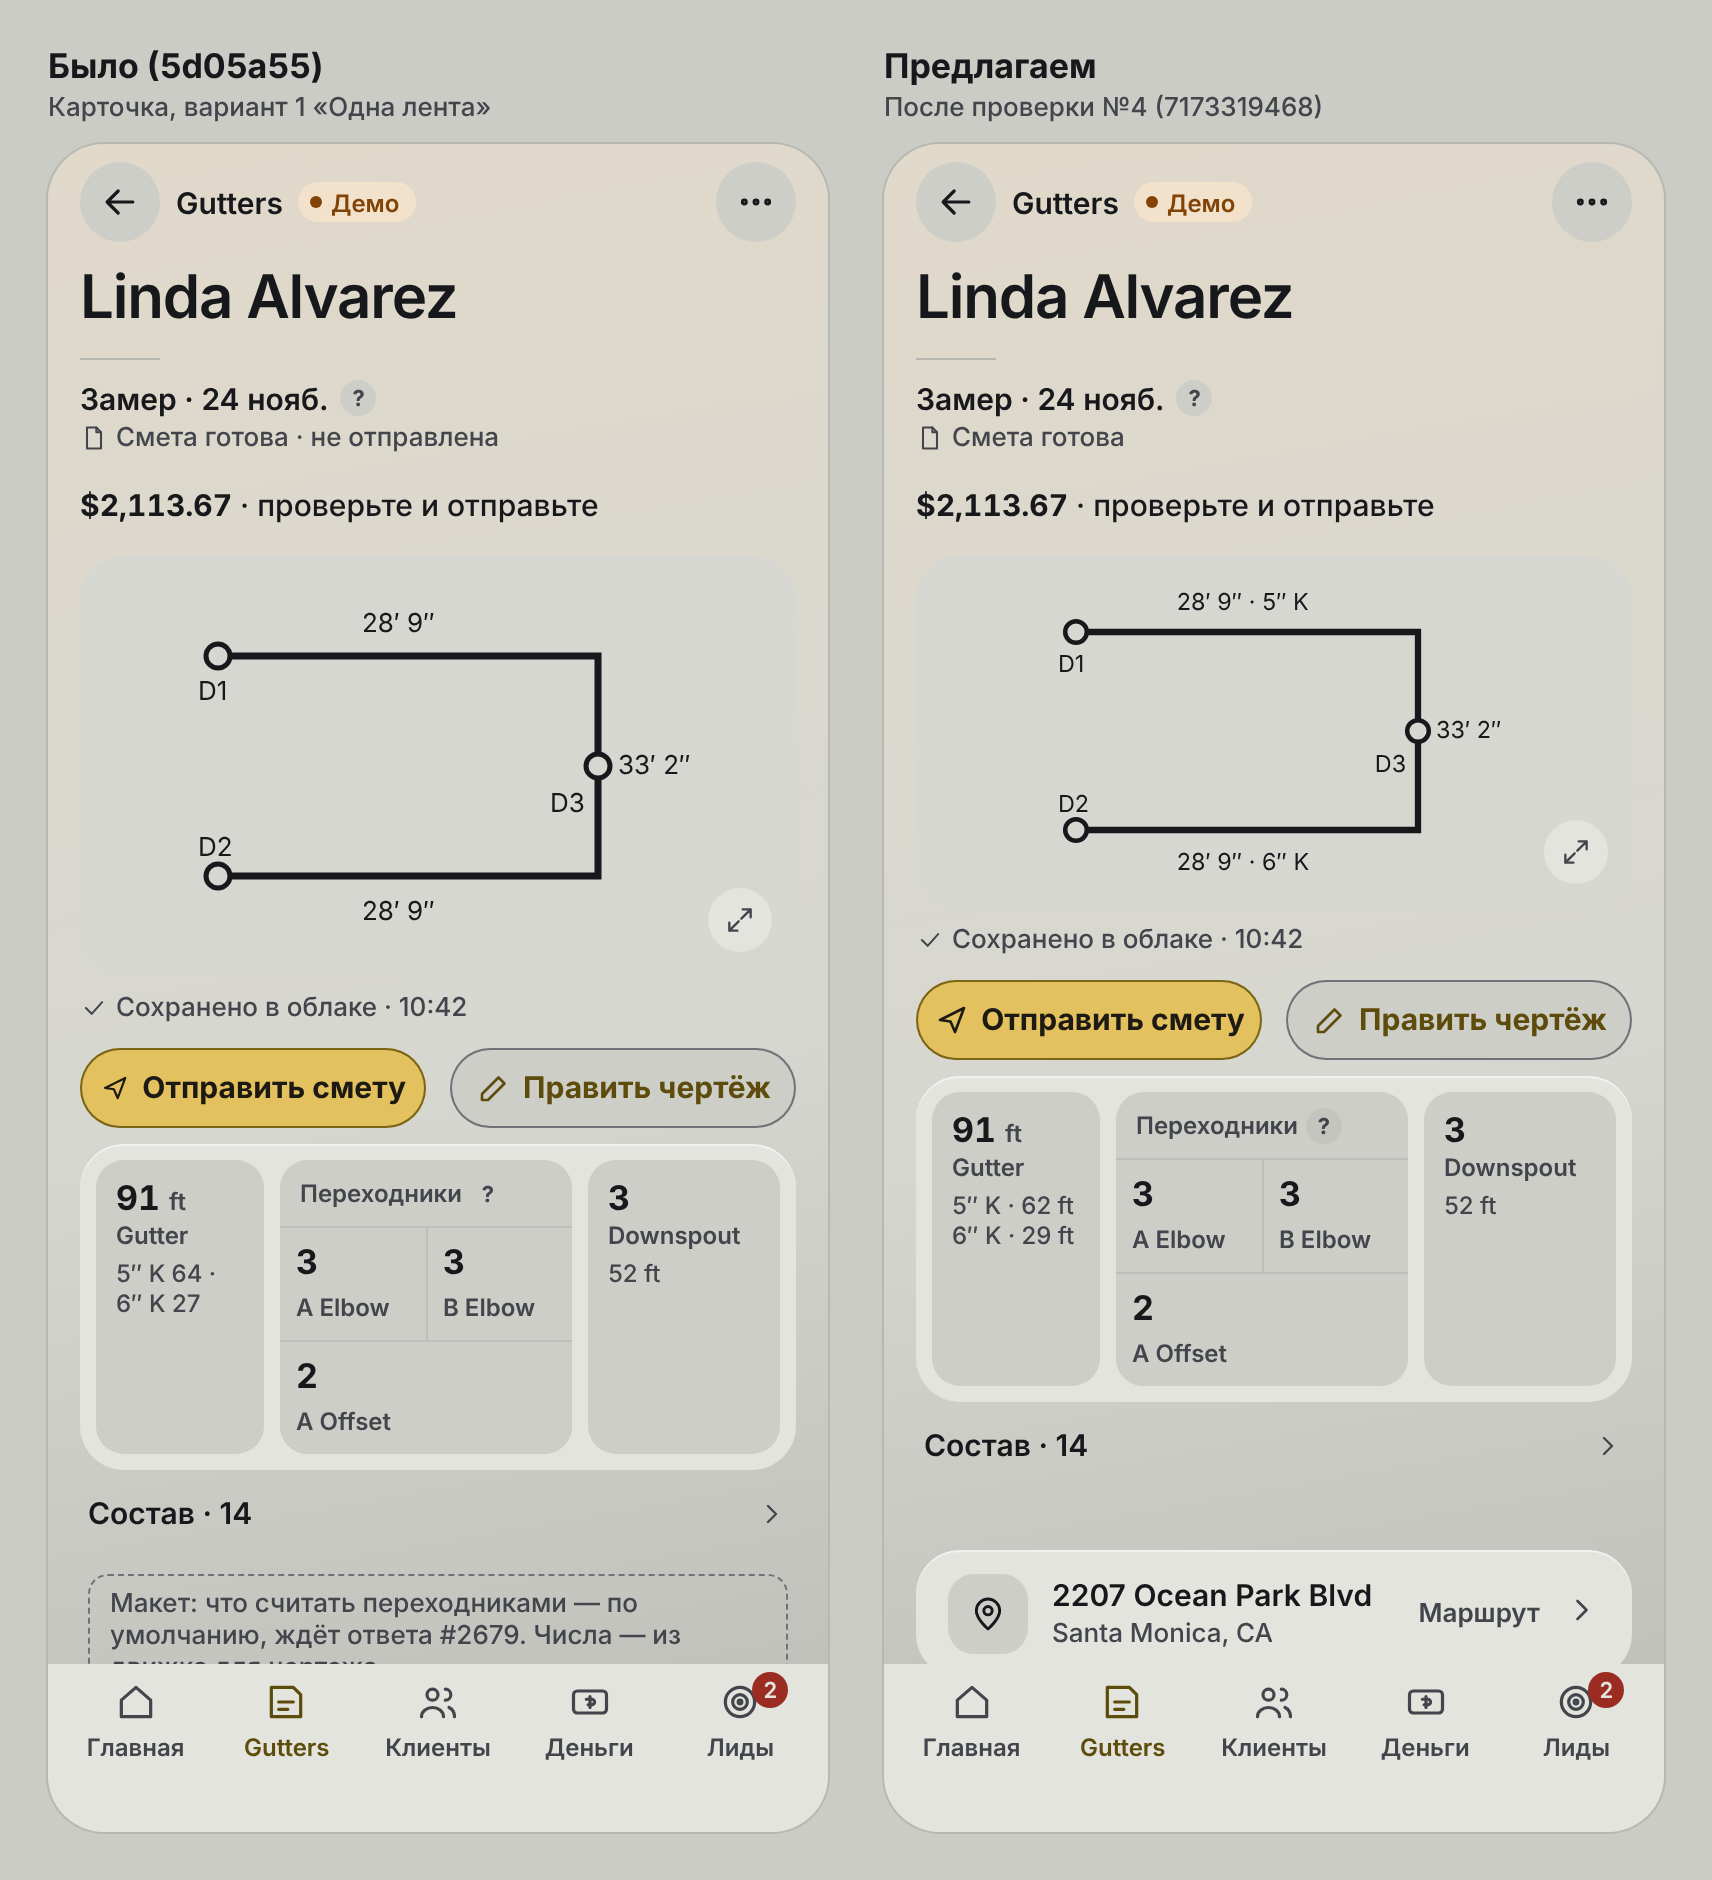 Было (5d05a55)
Карточка, вариант 1 «Одна лента»
Gutters
Демо
Linda Alvarez
Замер · 24 нояб. ?
Смета готова · не отправлена
$2,113.67 · проверьте и отправьте
28′ 9″
D1
33′ 2″
D3
D2
28′ 9″
Сохранено в облаке · 10:42
Отправить смету
Править чертёж
91 ft
Gutter
5″ K 64 ·
6″ K 27
Переходники ?
3
A Elbow
3
B Elbow
2
A Offset
3
Downspout
52 ft
Состав · 14
Макет: что считать переходниками — по
умолчанию, ждёт ответа #2679. Числа — из
Главная
Gutters
Клиенты
Деньги
Лиды
2
Предлагаем
После проверки №4 (7173319468)
Gutters
Демо
Linda Alvarez
Замер · 24 нояб. ?
Смета готова
$2,113.67 · проверьте и отправьте
28′ 9″ · 5″ K
D1
33′ 2″
D3
D2
28′ 9″ · 6″ K
Сохранено в облаке · 10:42
Отправить смету
Править чертёж
91 ft
Gutter
5″ K · 62 ft
6″ K · 29 ft
Переходники ?
3
A Elbow
3
B Elbow
2
A Offset
3
Downspout
52 ft
Состав · 14
2207 Ocean Park Blvd
Santa Monica, CA
Маршрут
Главная
Gutters
Клиенты
Деньги
Лиды
2